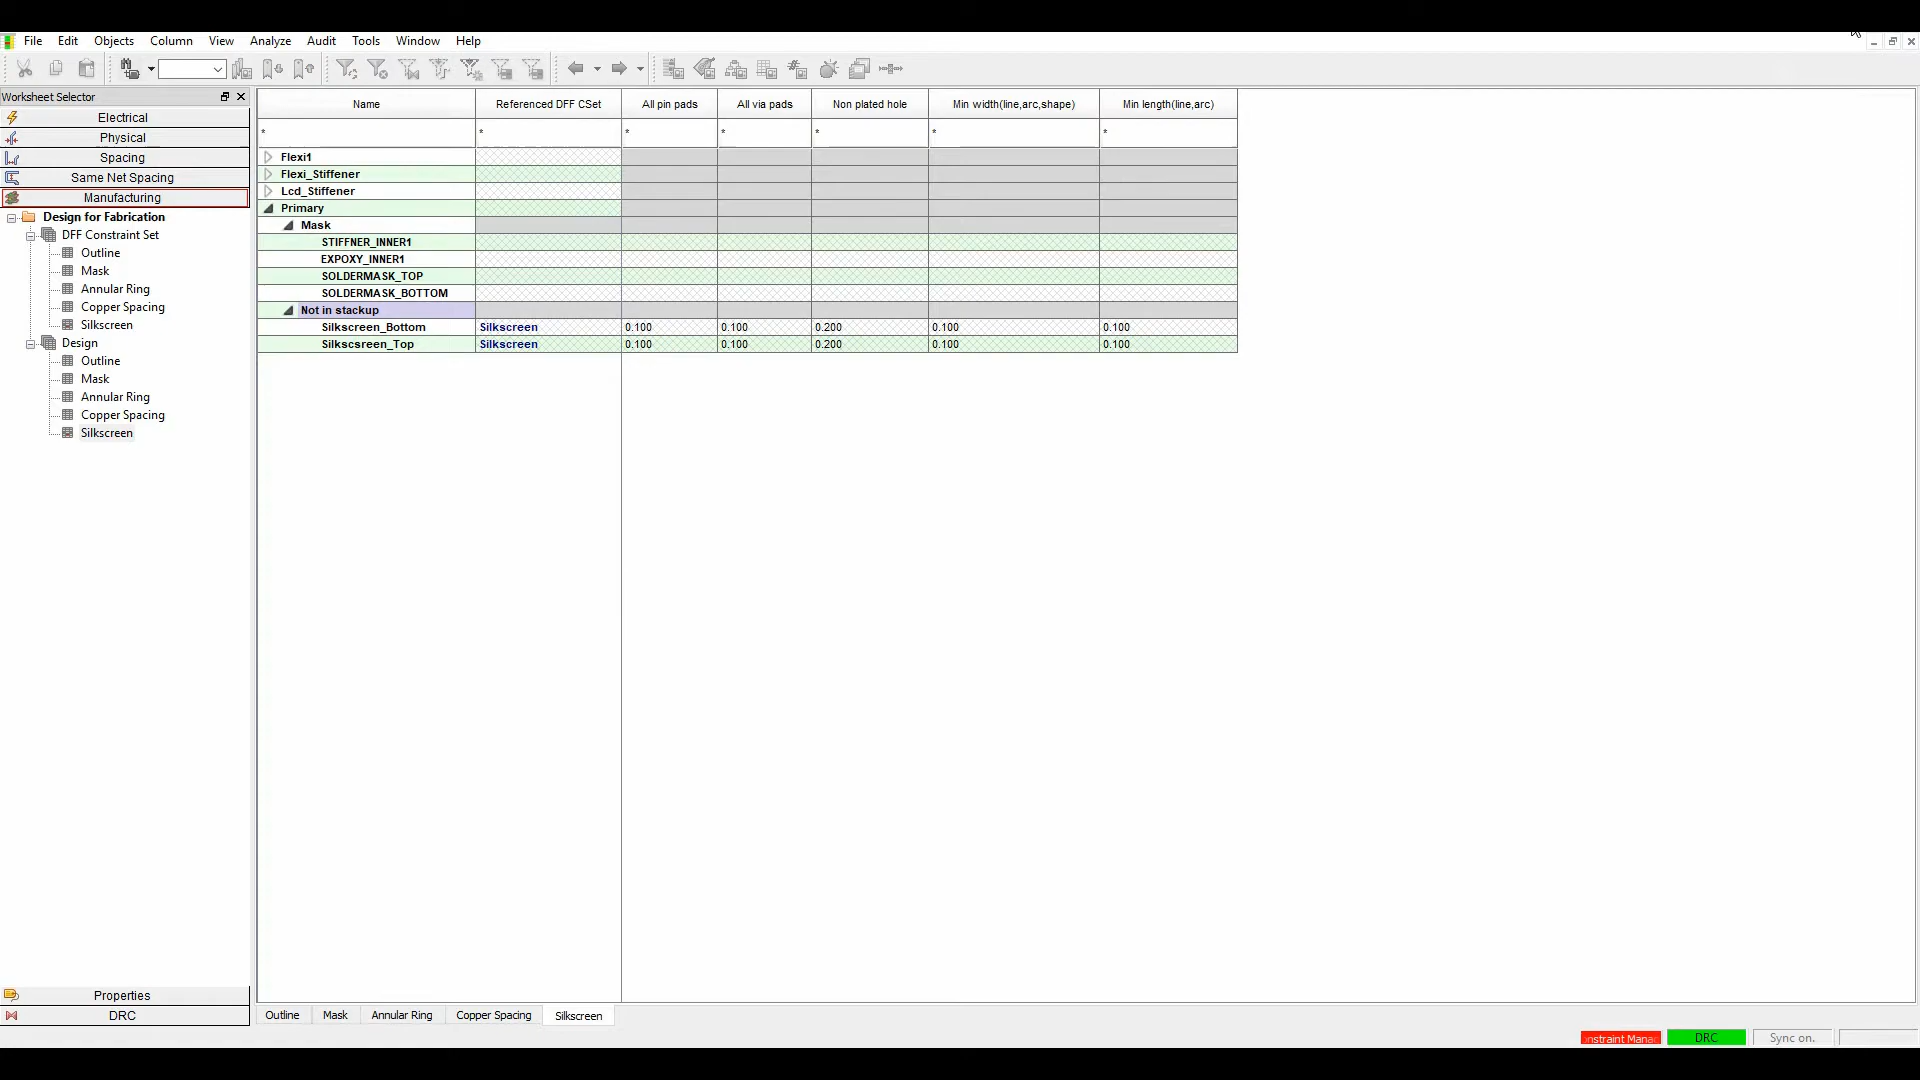 File Edit Objects Column View Analyze Audit Tools Window Help
Worksheet Selector
Electrical
Physical
Spacing
Same Net Spacing
Manufacturing
Design for Fabrication
DFF Constraint Set
Outline
Mask
Annular Ring
Copper Spacing
Silkscreen
Design
Outline
Mask
Annular Ring
Copper Spacing
Silkscreen
Properties
DRC
Name Referenced DFF CSet All pin pads All via pads Non plated hole Min width(line,arc,shape) Min length(line,arc)
* * * * * * *
Flexi1
Flexi_Stiffener
Lcd_Stiffener
Primary
Mask
STIFFNER_INNER1
EXPOXY_INNER1
SOLDERMASK_TOP
SOLDERMASK_BOTTOM
Not in stackup
Silkscreen_Bottom Silkscreen 0.100 0.100 0.200 0.100 0.100
Silkscsreen_Top Silkscreen 0.100 0.100 0.200 0.100 0.100
Outline Mask Annular Ring Copper Spacing Silkscreen
onstraint Mana DRC Sync on.